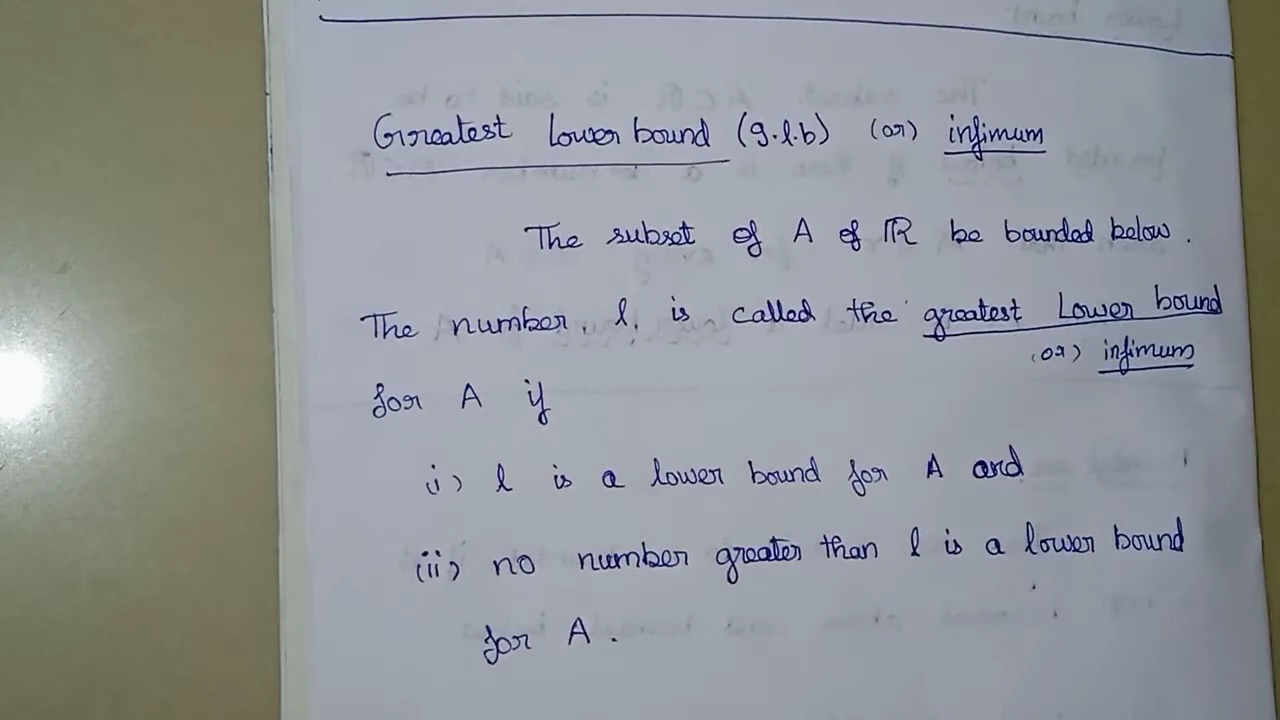 Greatest Lower bound (g.l.b) (or) infimum
The subset of A of ℝ be bounded below.
The number l is called the greatest Lower bound
(or) infimum
for A if
(i) l is a lower bound for A and
(ii) no number greater than l is a lower bound
for A.